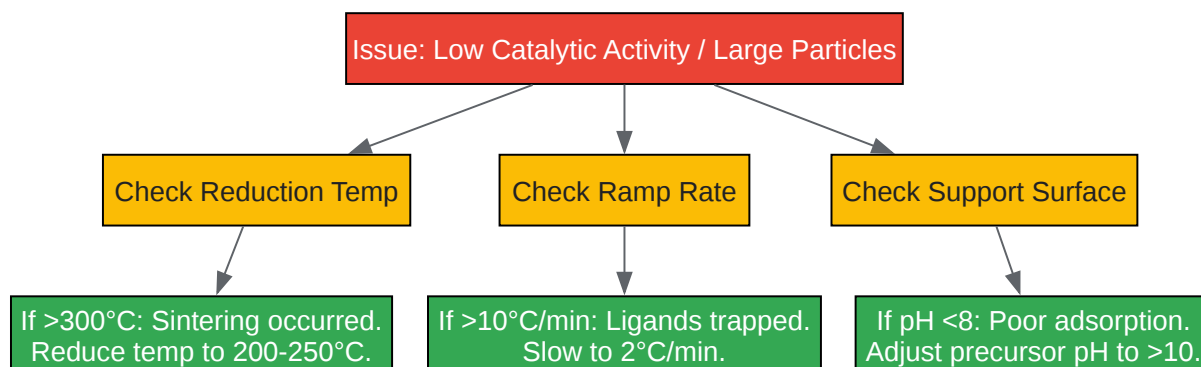 Issue: Low Catalytic Activity / Large Particles
Check Reduction Temp
Check Ramp Rate
Check Support Surface
If >300°C: Sintering occurred.
Reduce temp to 200-250°C.
If >10°C/min: Ligands trapped.
Slow to 2°C/min.
If pH <8: Poor adsorption.
Adjust precursor pH to >10.